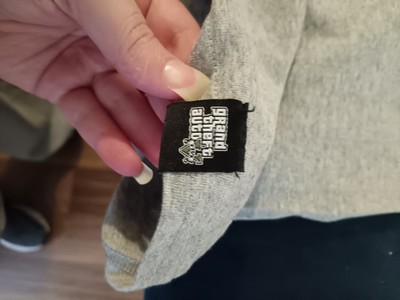 grand
theft
auto